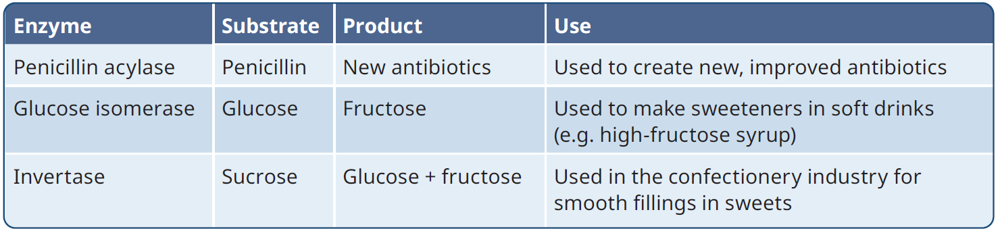 Enzyme Substrate Product Use
Penicillin acylase Penicillin New antibiotics Used to create new, improved antibiotics
Glucose isomerase Glucose Fructose Used to make sweeteners in soft drinks
(e.g. high-fructose syrup)
Invertase Sucrose Glucose + fructose Used in the confectionery industry for
smooth fillings in sweets